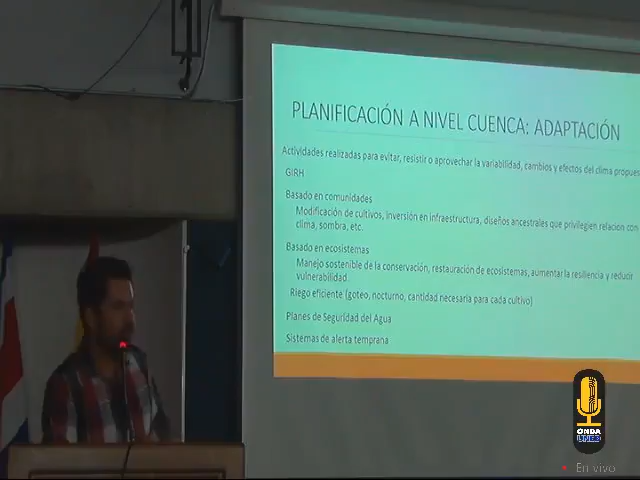 PLANIFICACIÓN A NIVEL CUENCA: ADAPTACIÓN
Actividades realizadas para evitar, resistir o aprovechar la variabilidad, cambios y efectos del clima propues
GIRH
Basado en comunidades
Modificación de cultivos, inversión en infraestructura, diseños ancestrales que privilegien relación con
clima, sombra, etc.
Basado en ecosistemas
Manejo sostenible de la conservación, restauración de ecosistemas, aumentar la resiliencia y reducir
vulnerabilidad.
Riego eficiente (goteo, nocturno, cantidad necesaria para cada cultivo)
Planes de Seguridad del Agua
Sistemas de alerta temprana
ONDA
UNED
En vivo